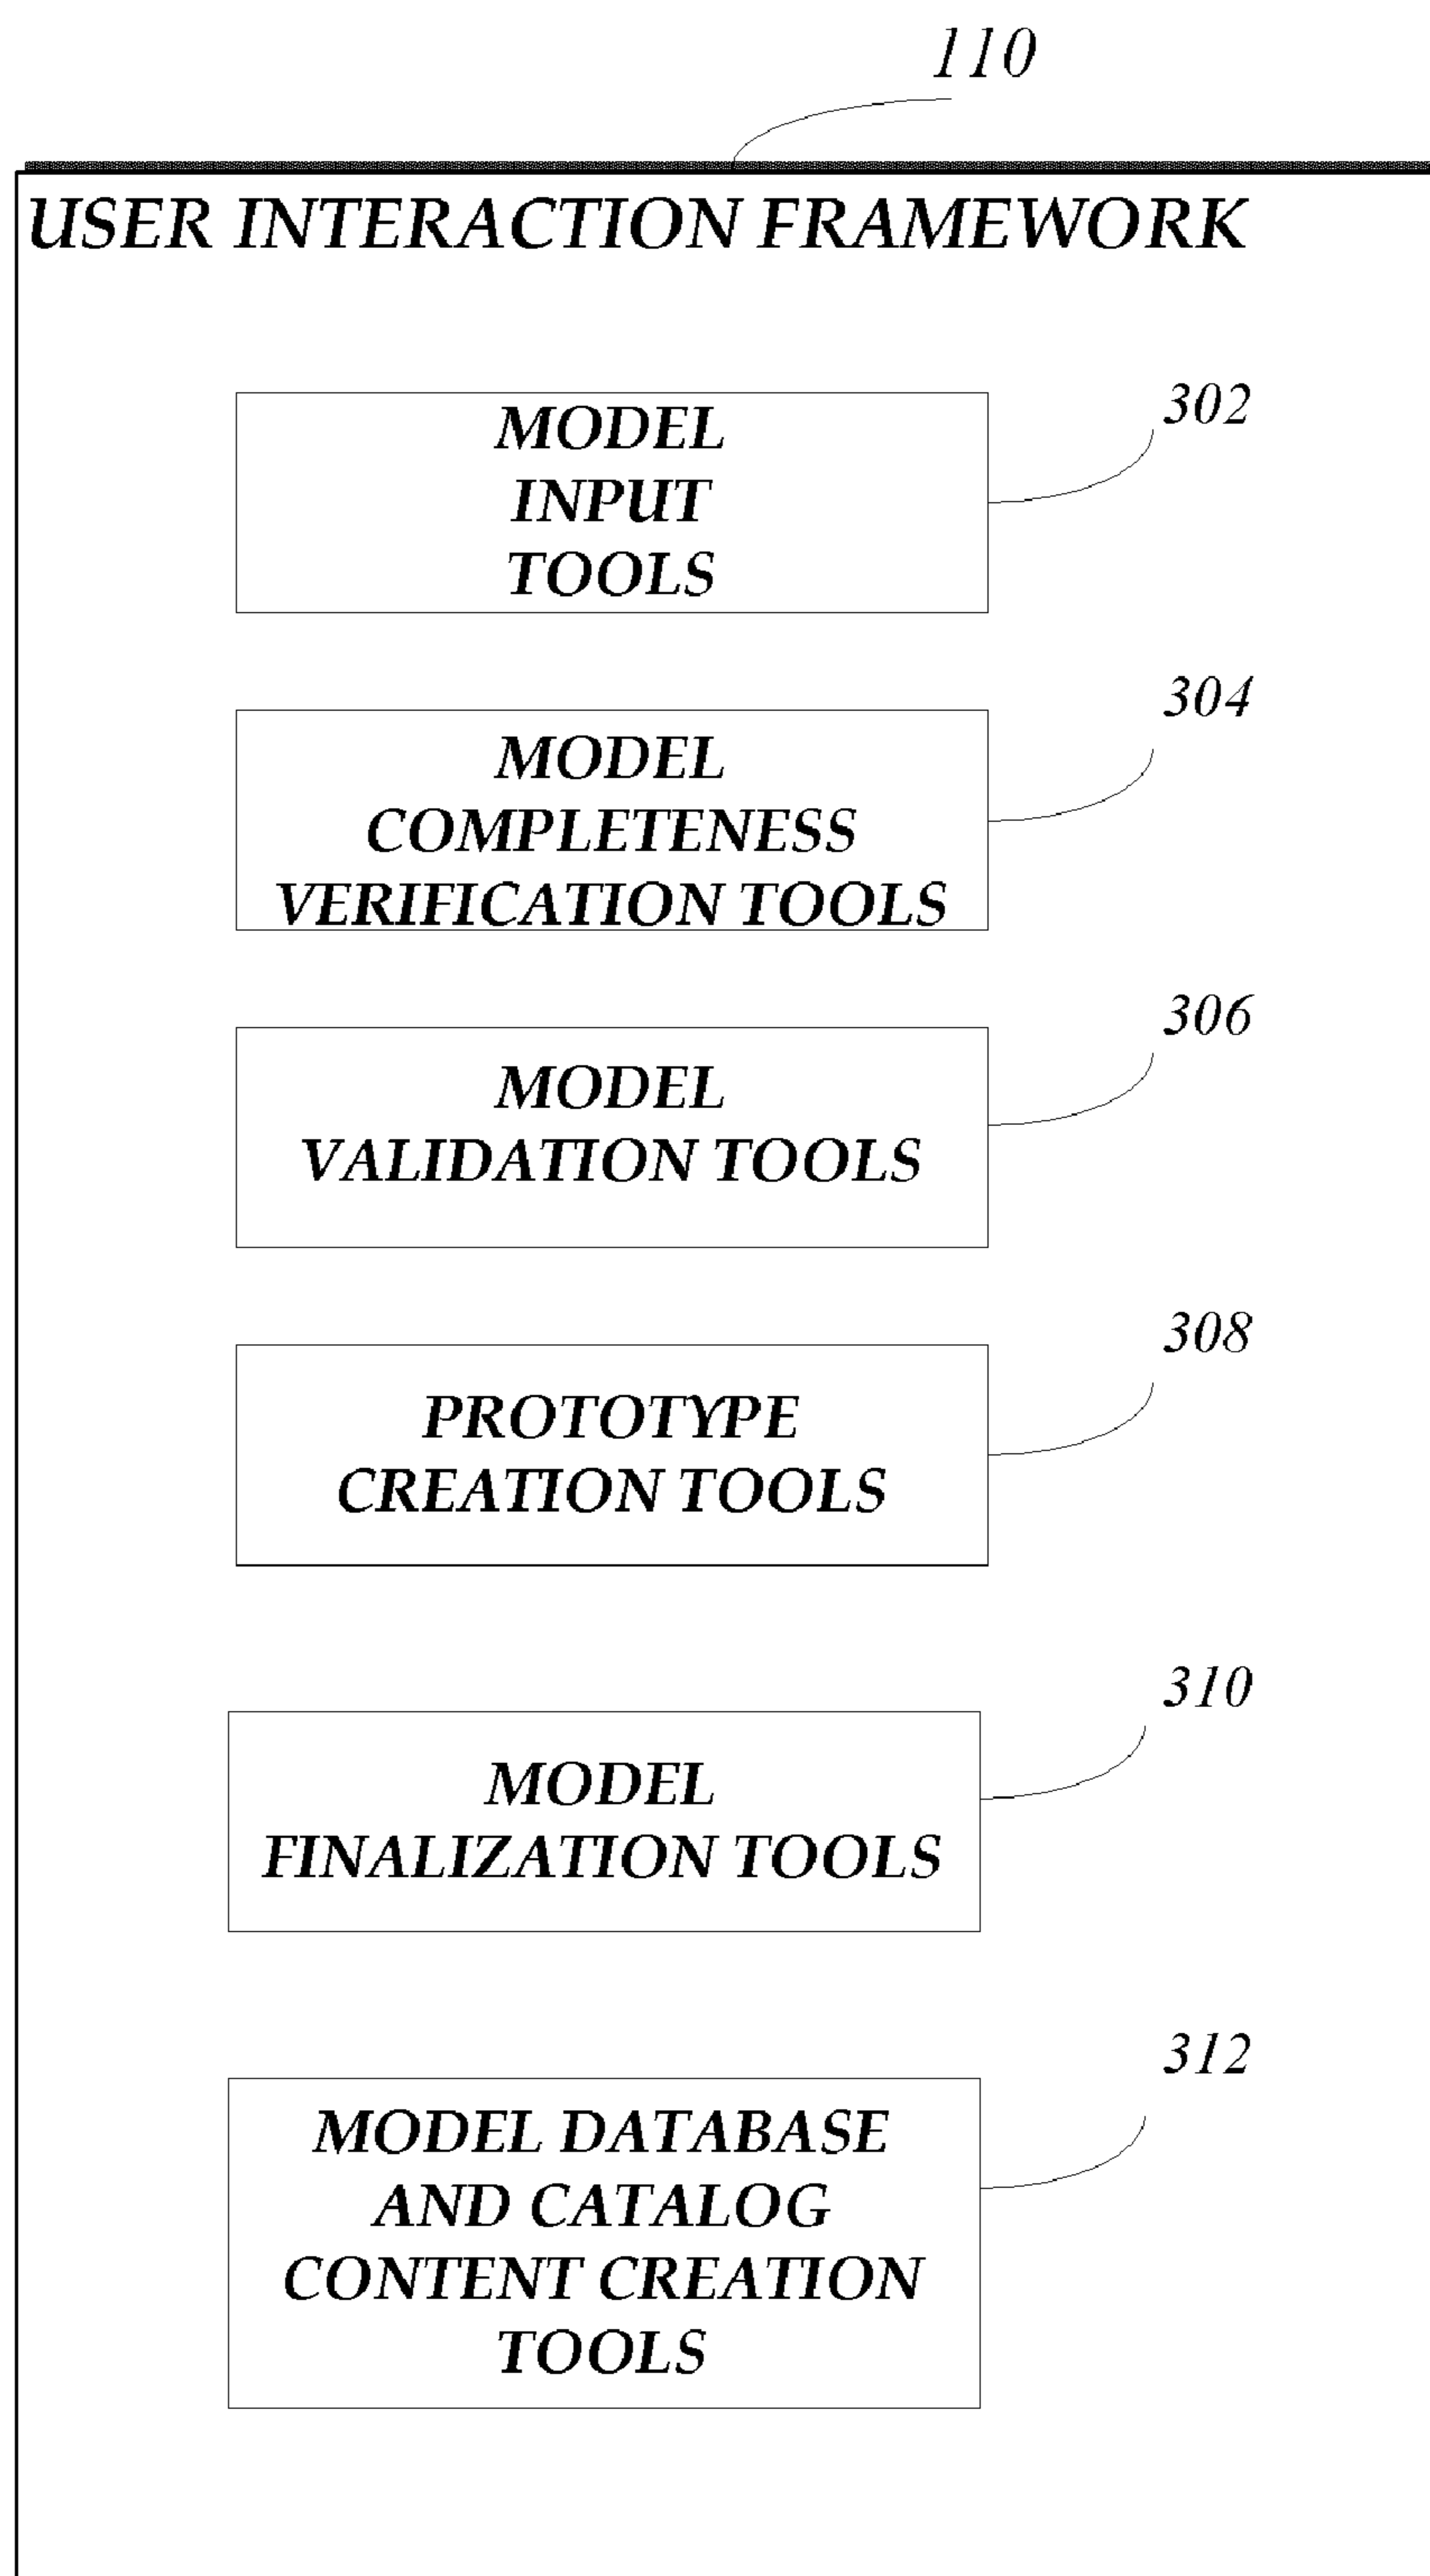 110
USER INTERACTION FRAMEWORK
302
MODEL
INPUT
TOOLS
304
MODEL
COMPLETENESS
VERIFICATION TOOLS
306
MODEL
VALIDATION TOOLS
308
PROTOTYPE
CREATION TOOLS
310
MODEL
FINALIZATION TOOLS
312
MODEL DATABASE
AND CATALOG
CONTENT CREATION
TOOLS